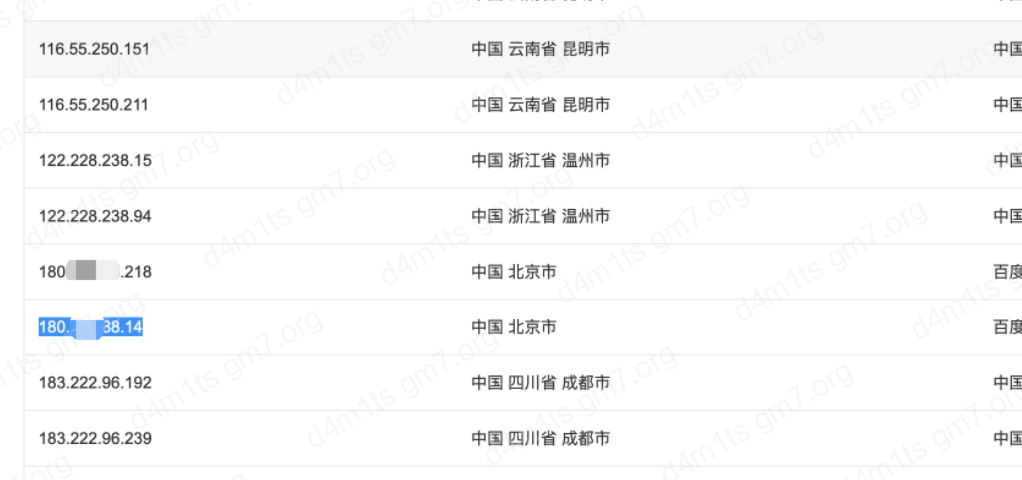 116.55.250.151 中国 云南省 昆明市 中国
116.55.250.211 中国 云南省 昆明市 中国
122.228.238.15 中国 浙江省 温州市 中国
122.228.238.94 中国 浙江省 温州市 中国
180 .218 中国 北京市 百度
180. 38.14 中国 北京市 百度
183.222.96.192 中国 四川省 成都市 中国
183.222.96.239 中国 四川省 成都市 中国
d4m1ts gm7.org